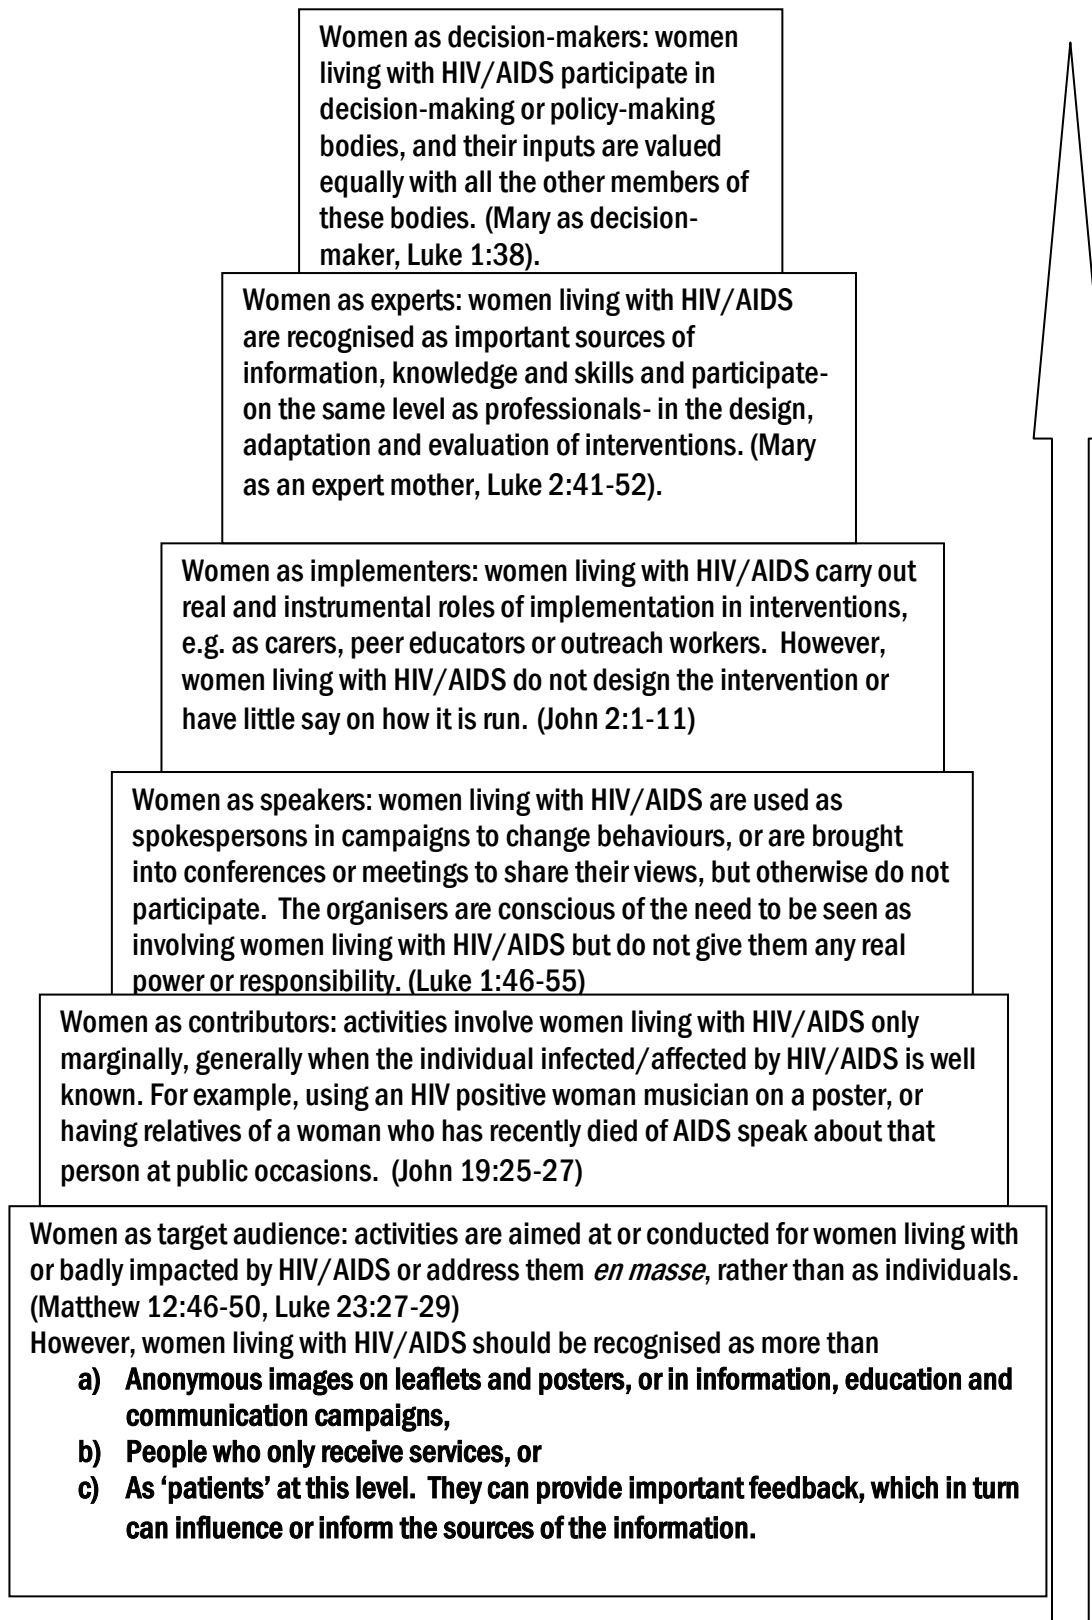 Women as decision-makers: women
living with HIV/AIDS participate in
decision-making or policy-making
bodies, and their inputs are valued
equally with all the other members of
these bodies. (Mary as decision-
maker, Luke 1:38).
Women as experts: women living with HIV/AIDS
are recognised as important sources of
information, knowledge and skills and participate-
on the same level as professionals- in the design,
adaptation and evaluation of interventions. (Mary
as an expert mother, Luke 2:41-52).
Women as implementers: women living with HIV/AIDS carry out
real and instrumental roles of implementation in interventions,
e.g. as carers, peer educators or outreach workers.  However,
women living with HIV/AIDS do not design the intervention or
have little say on how it is run. (John 2:1-11)
Women as speakers: women living with HIV/AIDS are used as
spokespersons in campaigns to change behaviours, or are brought
into conferences or meetings to share their views, but otherwise do not
participate.  The organisers are conscious of the need to be seen as
involving women living with HIV/AIDS but do not give them any real
power or responsibility. (Luke 1:46-55)
Women as contributors: activities involve women living with HIV/AIDS only
marginally, generally when the individual infected/affected by HIV/AIDS is well
known. For example, using an HIV positive woman musician on a poster, or
having relatives of a woman who has recently died of AIDS speak about that
person at public occasions.  (John 19:25-27)
Women as target audience: activities are aimed at or conducted for women living with
or badly impacted by HIV/AIDS or address them en masse, rather than as individuals.
(Matthew 12:46-50, Luke 23:27-29)
However, women living with HIV/AIDS should be recognised as more than
a) Anonymous images on leaflets and posters, or in information, education and
communication campaigns,
b) People who only receive services, or
c) As ‘patients’ at this level.  They can provide important feedback, which in turn
can influence or inform the sources of the information.